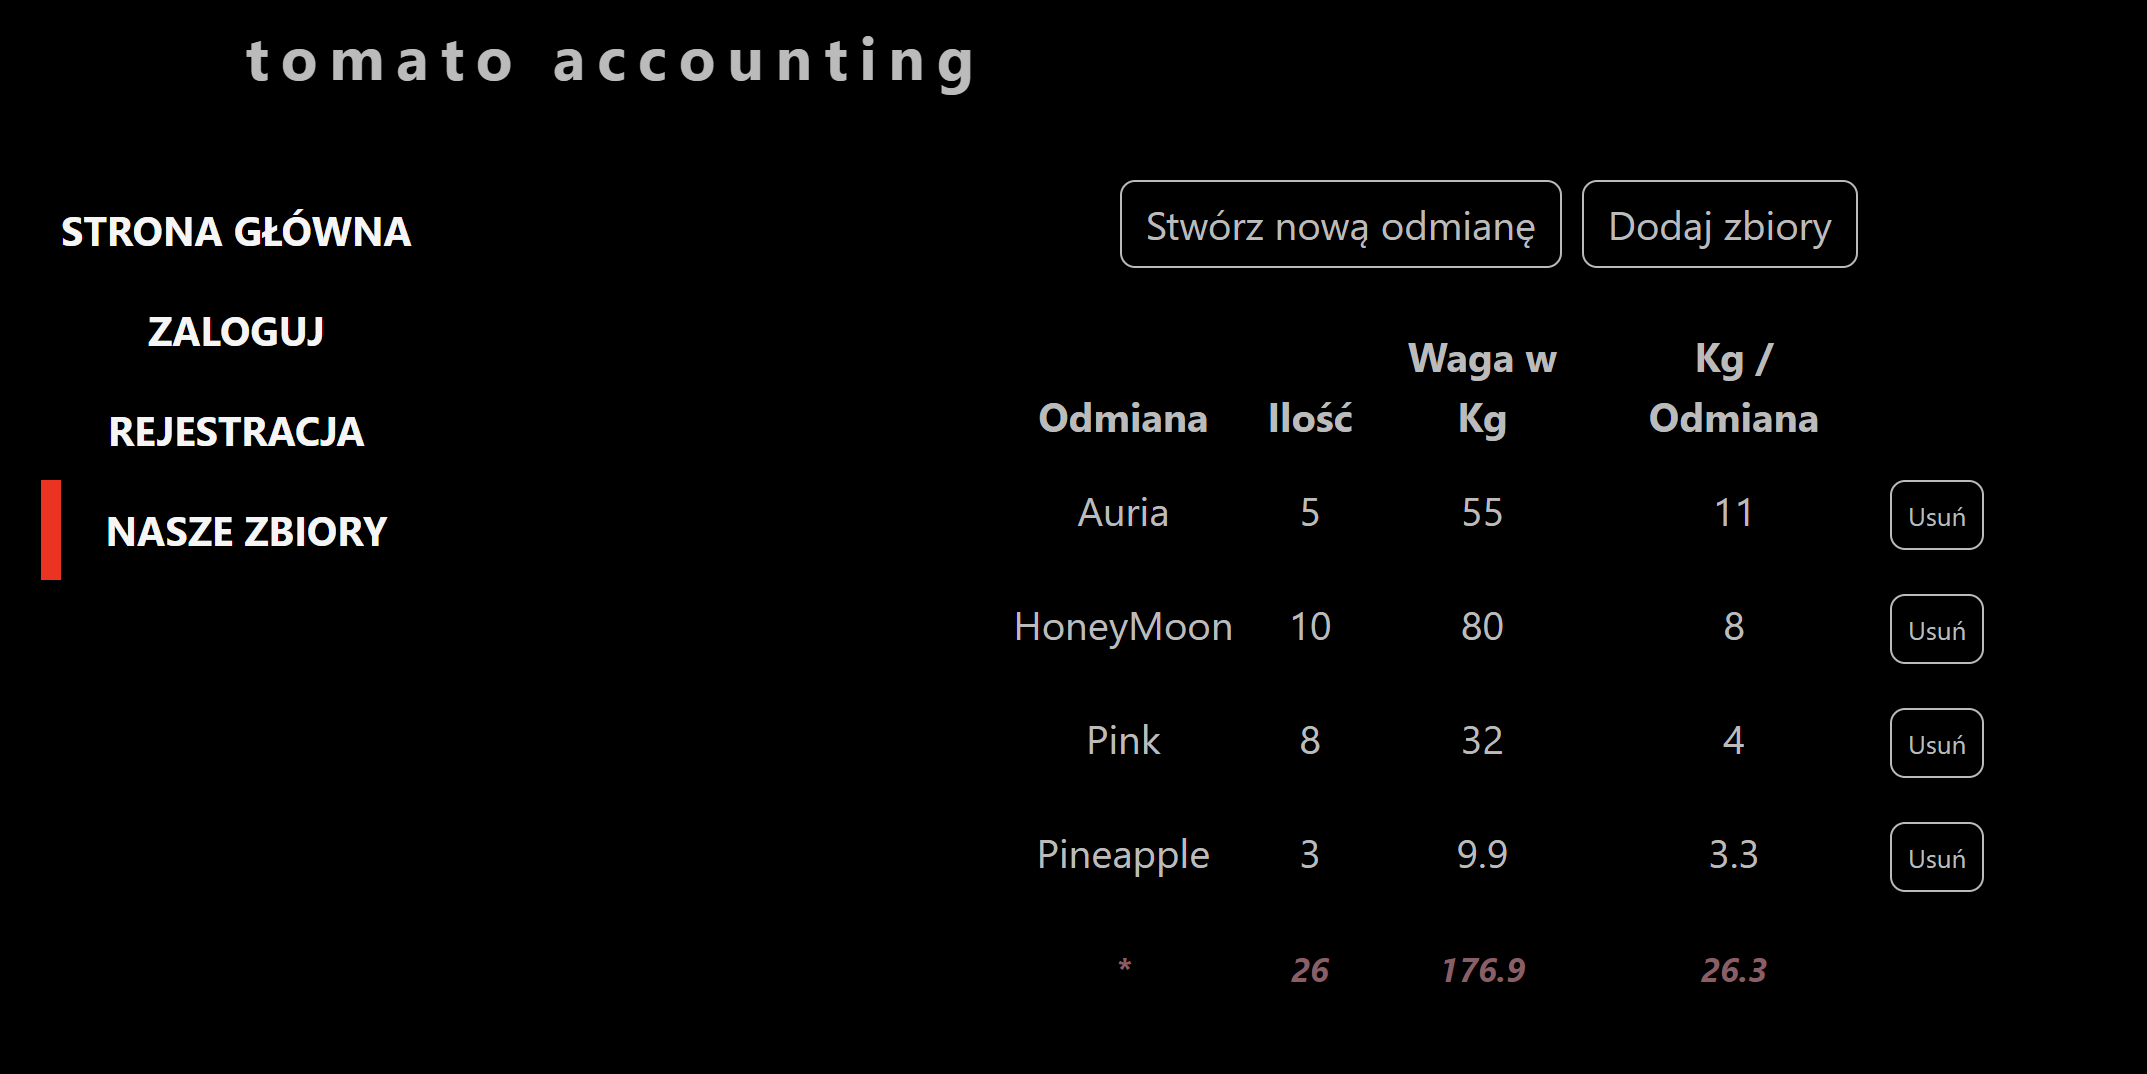 tomato accounting
STRONA GŁÓWNA
ZALOGUJ
REJESTRACJA
NASZE ZBIORY
Stwórz nową odmianę Dodaj zbiory
Odmiana Ilość Waga w Kg Kg / Odmiana
Auria 5 55 11 Usuń
HoneyMoon 10 80 8 Usuń
Pink 8 32 4 Usuń
Pineapple 3 9.9 3.3 Usuń
* 26 176.9 26.3